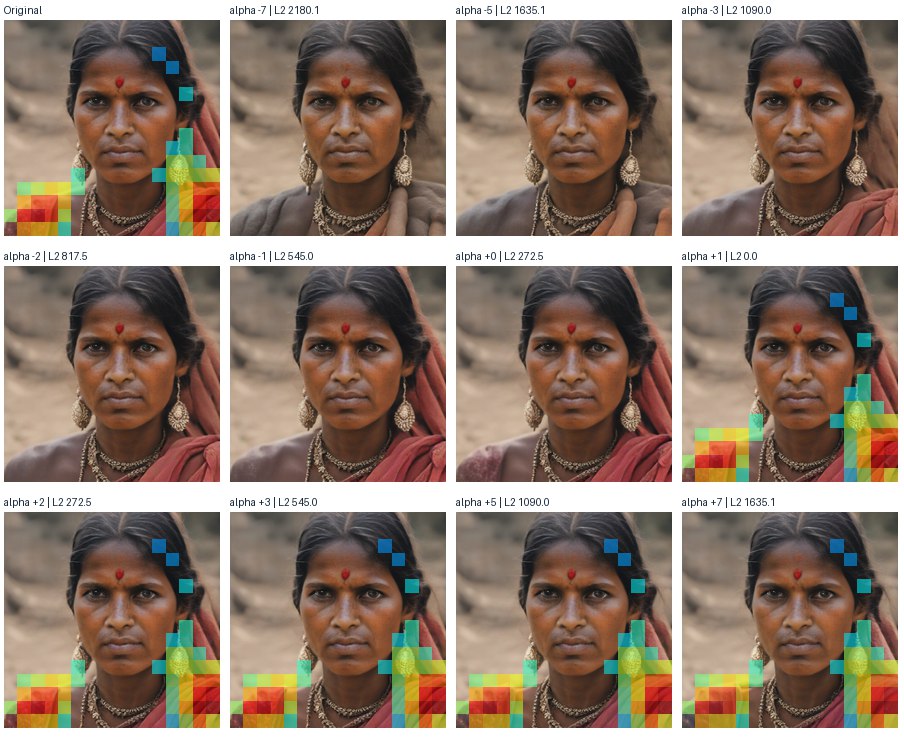 Original
alpha -7 | L2 2180.1
alpha -5 | L2 1635.1
alpha -3 | L2 1090.0
alpha -2 | L2 817.5
alpha -1 | L2 545.0
alpha +0 | L2 272.5
alpha +1 | L2 0.0
alpha +2 | L2 272.5
alpha +3 | L2 545.0
alpha +5 | L2 1090.0
alpha +7 | L2 1635.1